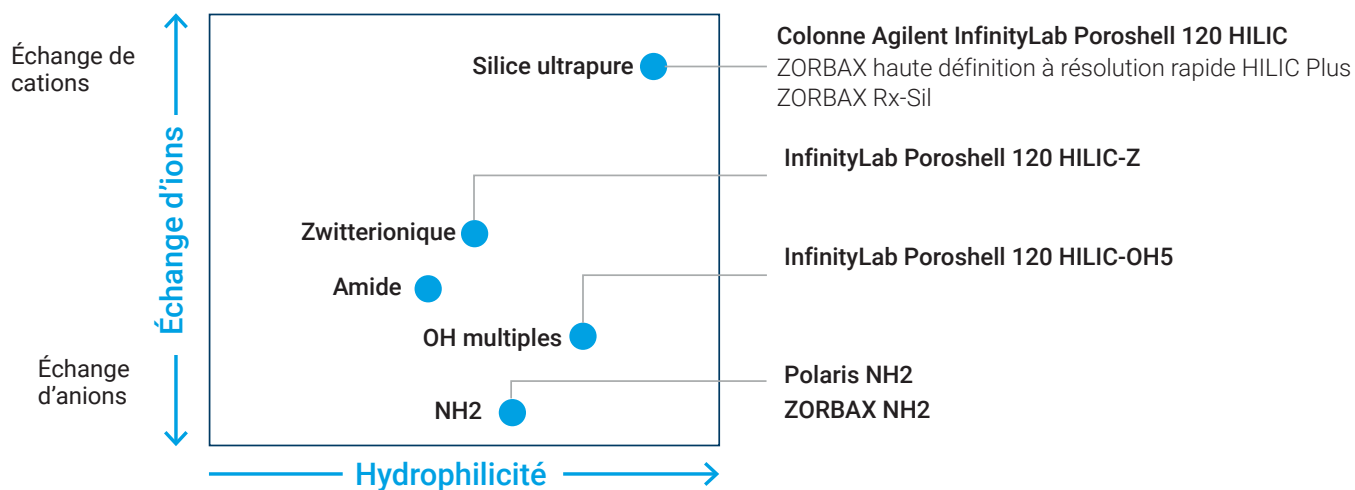 Échange de
cations
Échange d'ions
Échange
d'anions
Silice ultrapure
Zwitterionique
Amide
OH multiples
NH2
Hydrophilicité
Colonne Agilent InfinityLab Poroshell 120 HILIC
ZORBAX haute définition à résolution rapide HILIC Plus
ZORBAX Rx-Sil
InfinityLab Poroshell 120 HILIC-Z
InfinityLab Poroshell 120 HILIC-OH5
Polaris NH2
ZORBAX NH2